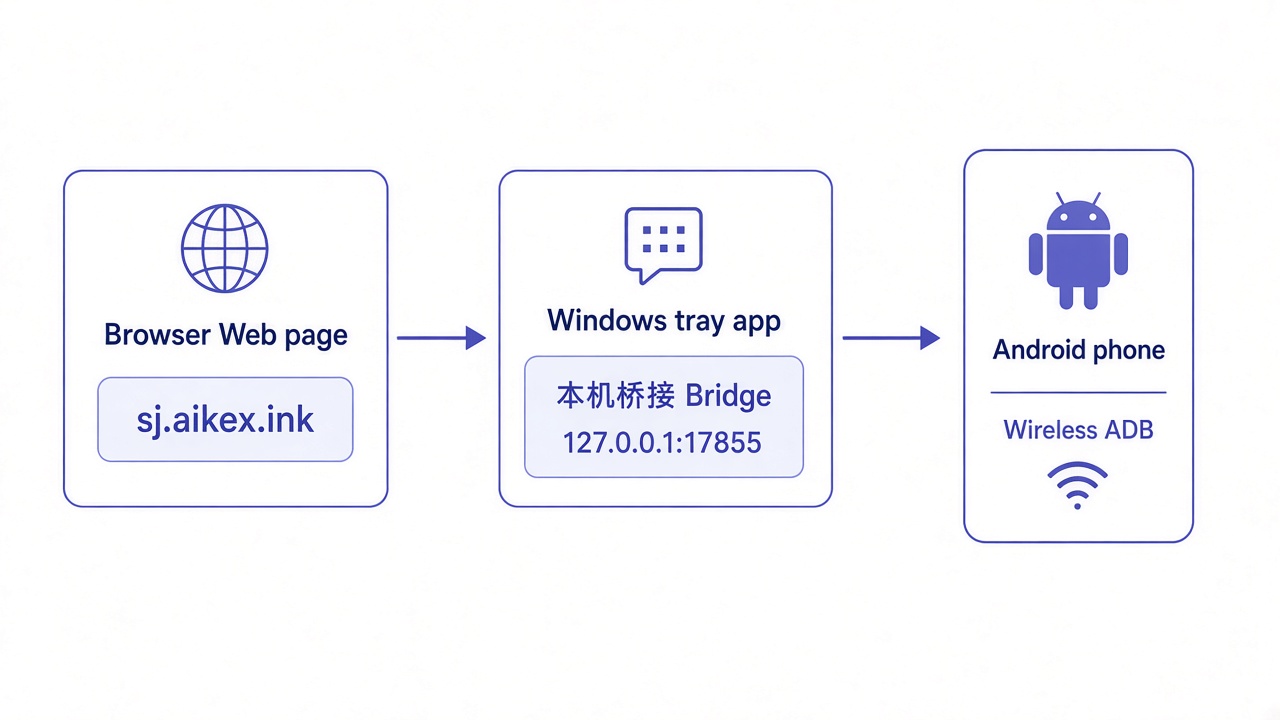 Browser Web page
sj.aikex.ink
Windows tray app
本机桥接 Bridge
127.0.0.1:17855
Android phone
Wireless ADB